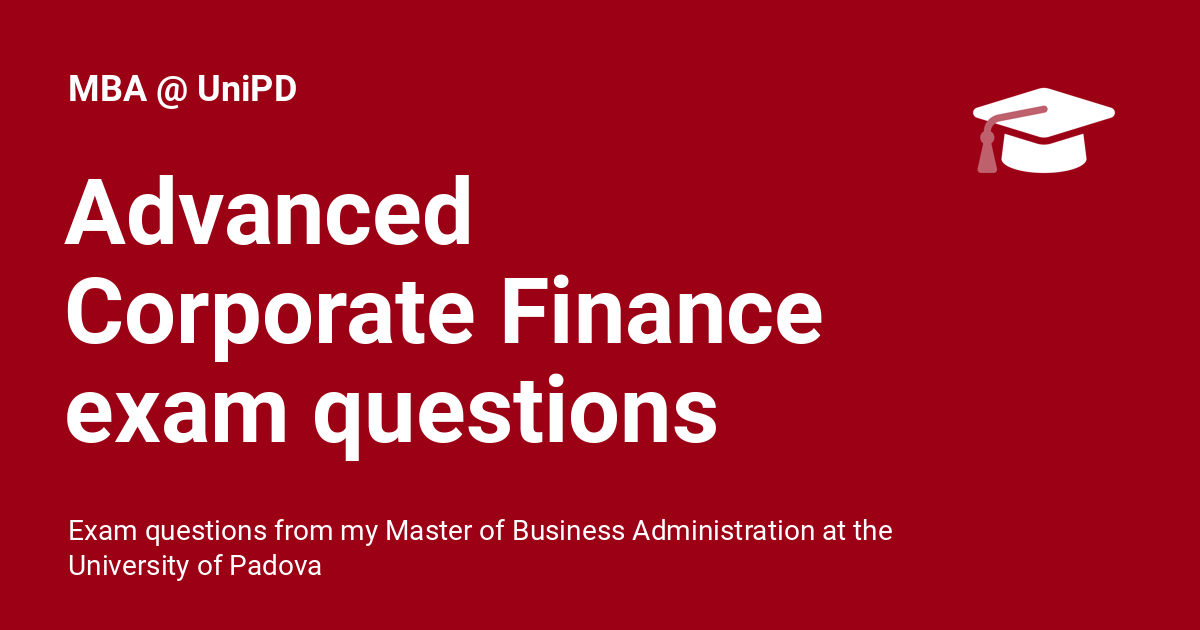 MBA @ UniPD
Advanced
Corporate Finance
exam questions
Exam questions from my Master of Business Administration at the
University of Padova